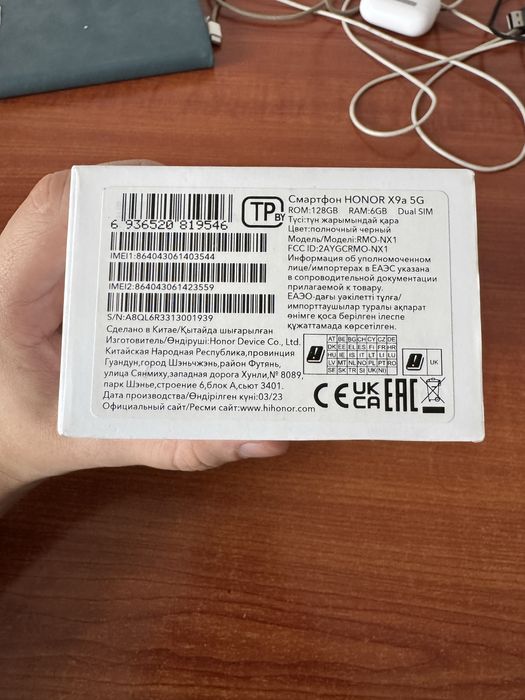 6 936520 819546
IMEI1:864043061403544
IMEI2:864043061423559
S/N:A8QL6R3313001939
TP
BY
Смартфон HONOR X9a 5G
ROM:128GB RAM:6GB Dual SIM
Түсі:түн жарымындай қара
Цвет:полночный черный
Модель/Моделі:RMO-NX1
FCC ID:2AYGCRMO-NX1
Информация об уполномоченном
лице/импортерах в ЕАЭС указана
в сопроводительной документации
прилагаемой к товару.
ЕАЭО-дағы уәкілетті тұлға/
импорттаушылар туралы ақпарат
өнімге қоса берілген ілеспе
құжаттамада көрсетілген.
Сделано в Китае/Қытайда шығарылған
Изготовитель/Өндіруші:Honor Device Co., Ltd.
Китайская Народная Республика,провинция
Гуандун,город Шэньчжэнь,район Футянь,
улица Сянмиху,западная дорога Хунли,№ 8089,
парк Шэнье,строение 6,блок А,сьют 3401.
Дата производства/Өндірілген күні:03/23
Официальный сайт/Ресми сайт:www.hihonor.com
AT BE BG CH CY CZ DE
DK EE EL ES FI FR HR
HU IE IS IT LT LI LU
LV MT NL NO PL PT RO
SE SK TR SI UK(NI)
UK
CE UK CA EAC